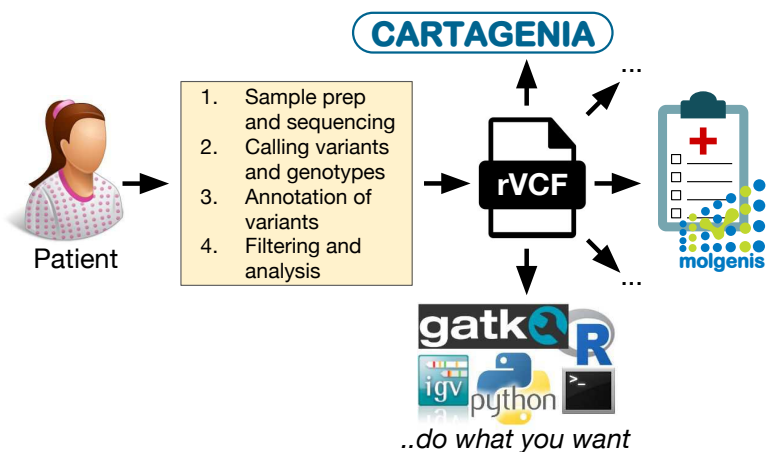 CARTAGENIA
...
1. Sample prep
and sequencing
2. Calling variants
and genotypes
3. Annotation of
variants
4. Filtering and
analysis
rVCF
Patient
molgenis
...
gatk
R
igv
python
>_
..do what you want